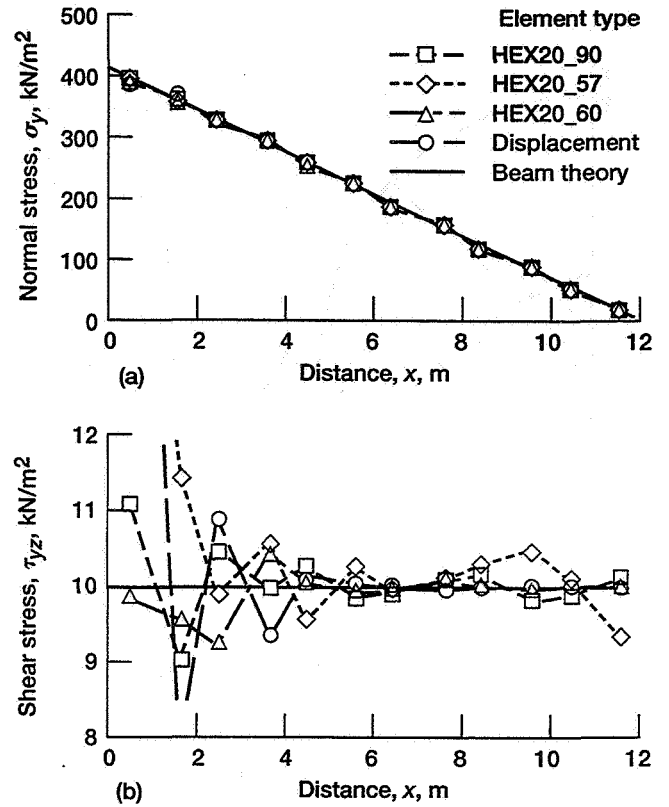 Element type
HEX20_90
HEX20_57
HEX20_60
Displacement
Beam theory
Normal stress, σy, kN/m2
500
400
300
200
100
0
0 2 4 6 8 10 12
(a)
Distance, x, m
Shear stress, τyz, kN/m2
12
11
10
9
8
0 2 4 6 8 10 12
(b)
Distance, x, m